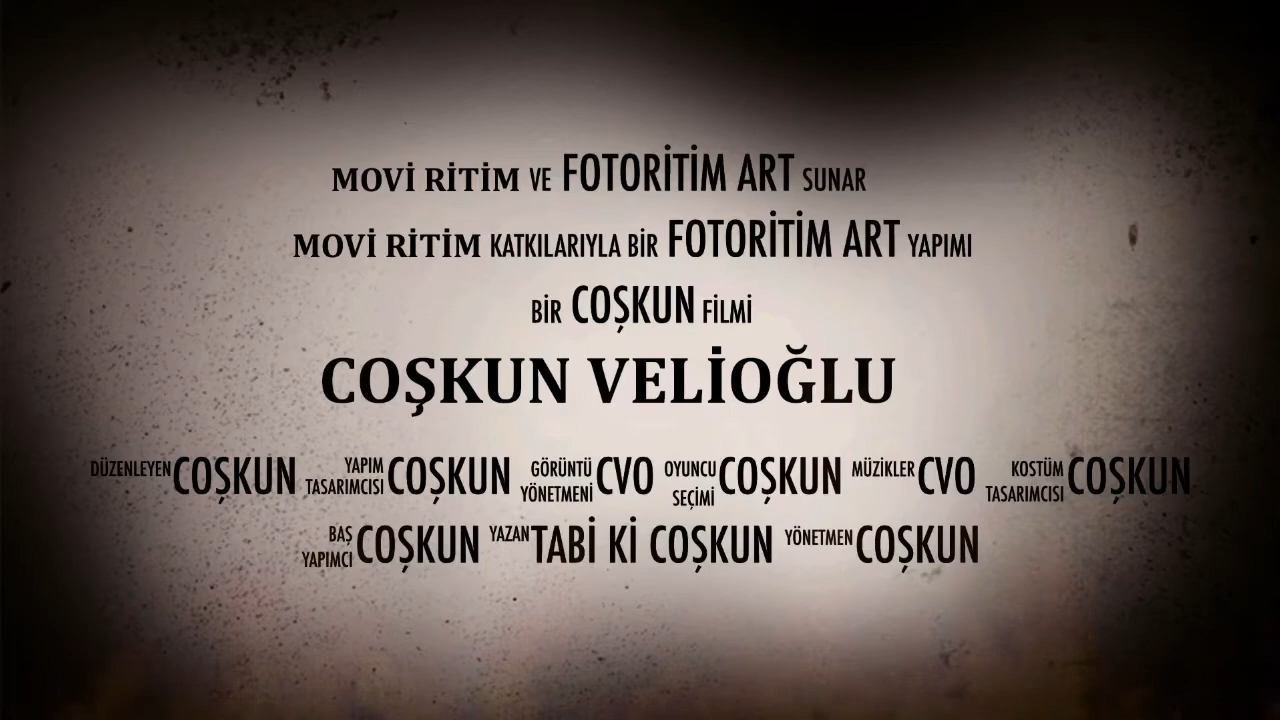 MOVİ RİTİM VE FOTORİTİM ART SUNAR
MOVİ RİTİM KATKILARIYLA BİR FOTORİTİM ART YAPIMI
BİR COŞKUN FİLMİ
COŞKUN VELİOĞLU
DÜZENLEYEN COŞKUN YAPIM TASARIMCISI COŞKUN GÖRÜNTÜ YÖNETMENİ CVO OYUNCU SEÇİMİ COŞKUN MÜZİKLER CVO KOSTÜM TASARIMCISI COŞKUN
BAŞ YAPIMCI COŞKUN YAZAN TABİ Kİ COŞKUN YÖNETMEN COŞKUN